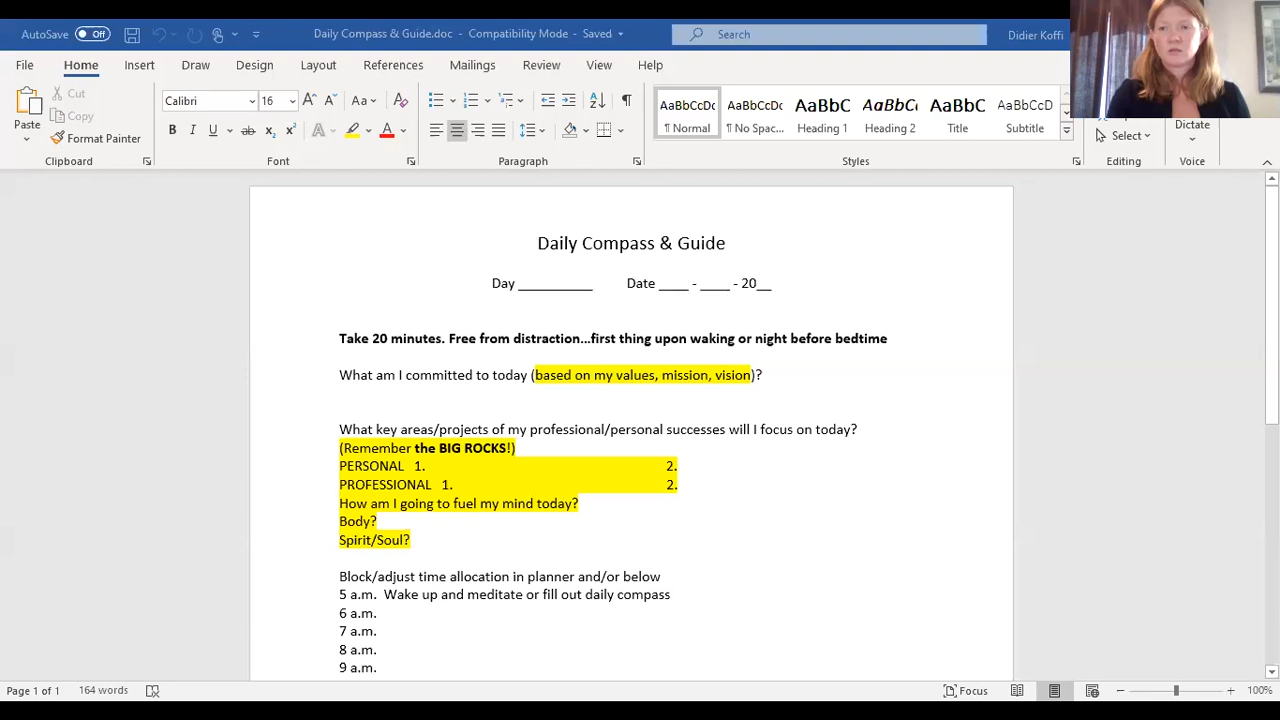 AutoSave Off Daily Compass & Guide.doc - Compatibility Mode - Saved Search Didier Koffi
File Home Insert Draw Design Layout References Mailings Review View Help
Paste Cut Copy Format Painter
Calibri 16 Aa
AaBbCcDc AaBbCcDc AaBbC AaBbCc AaBbC AaBbCcD
¶ Normal ¶ No Spac... Heading 1 Heading 2 Title Subtitle
Select Dictate
Clipboard Font Paragraph Styles Editing Voice
Daily Compass & Guide
Day __________ Date ____ - ____ - 20__
Take 20 minutes. Free from distraction...first thing upon waking or night before bedtime
What am I committed to today (based on my values, mission, vision)?
What key areas/projects of my professional/personal successes will I focus on today?
(Remember the BIG ROCKS!)
PERSONAL 1. 2.
PROFESSIONAL 1. 2.
How am I going to fuel my mind today?
Body?
Spirit/Soul?
Block/adjust time allocation in planner and/or below
5 a.m. Wake up and meditate or fill out daily compass
6 a.m.
7 a.m.
8 a.m.
9 a.m.
Page 1 of 1 164 words Focus 100%